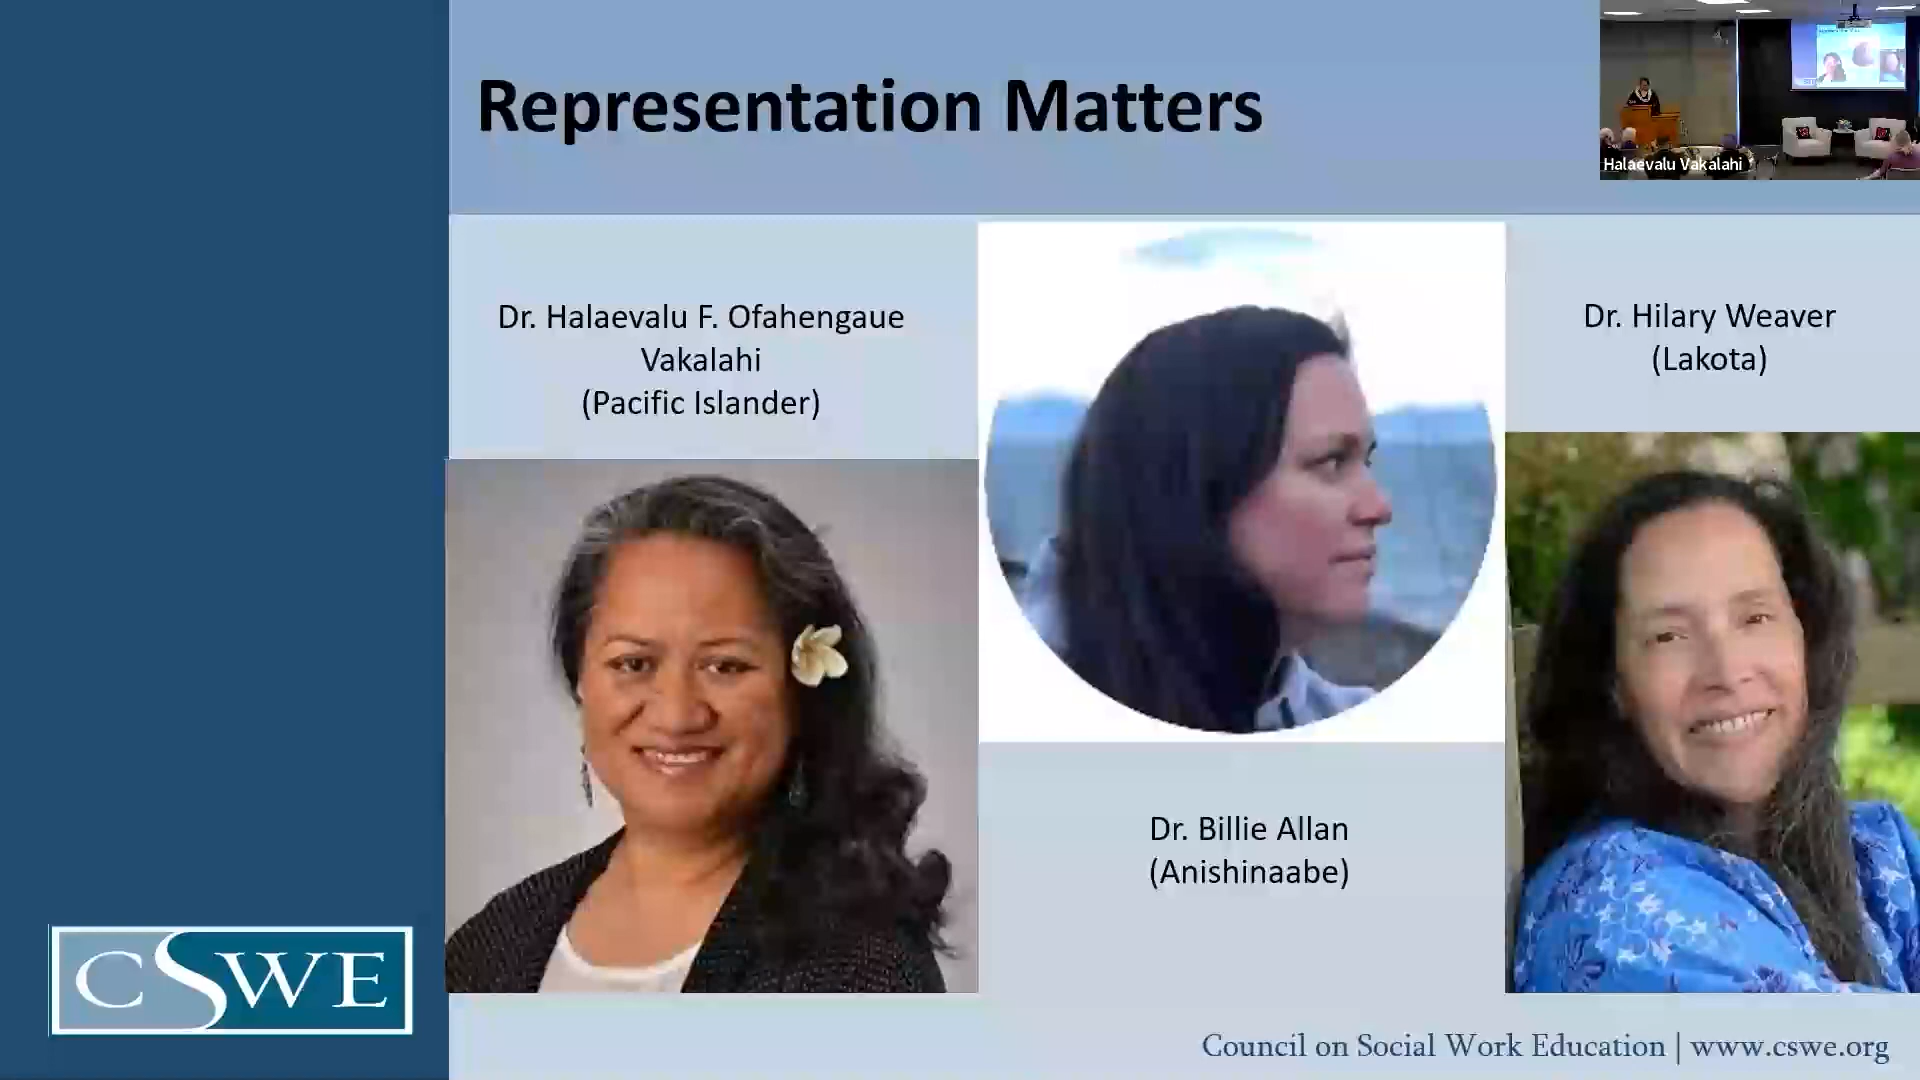 Representation Matters
Halaevalu Vakalahi
Dr. Halaevalu F. Ofahengaue
Vakalahi
(Pacific Islander)
Dr. Hilary Weaver
(Lakota)
Dr. Billie Allan
(Anishinaabe)
CSWE
Council on Social Work Education | www.cswe.org